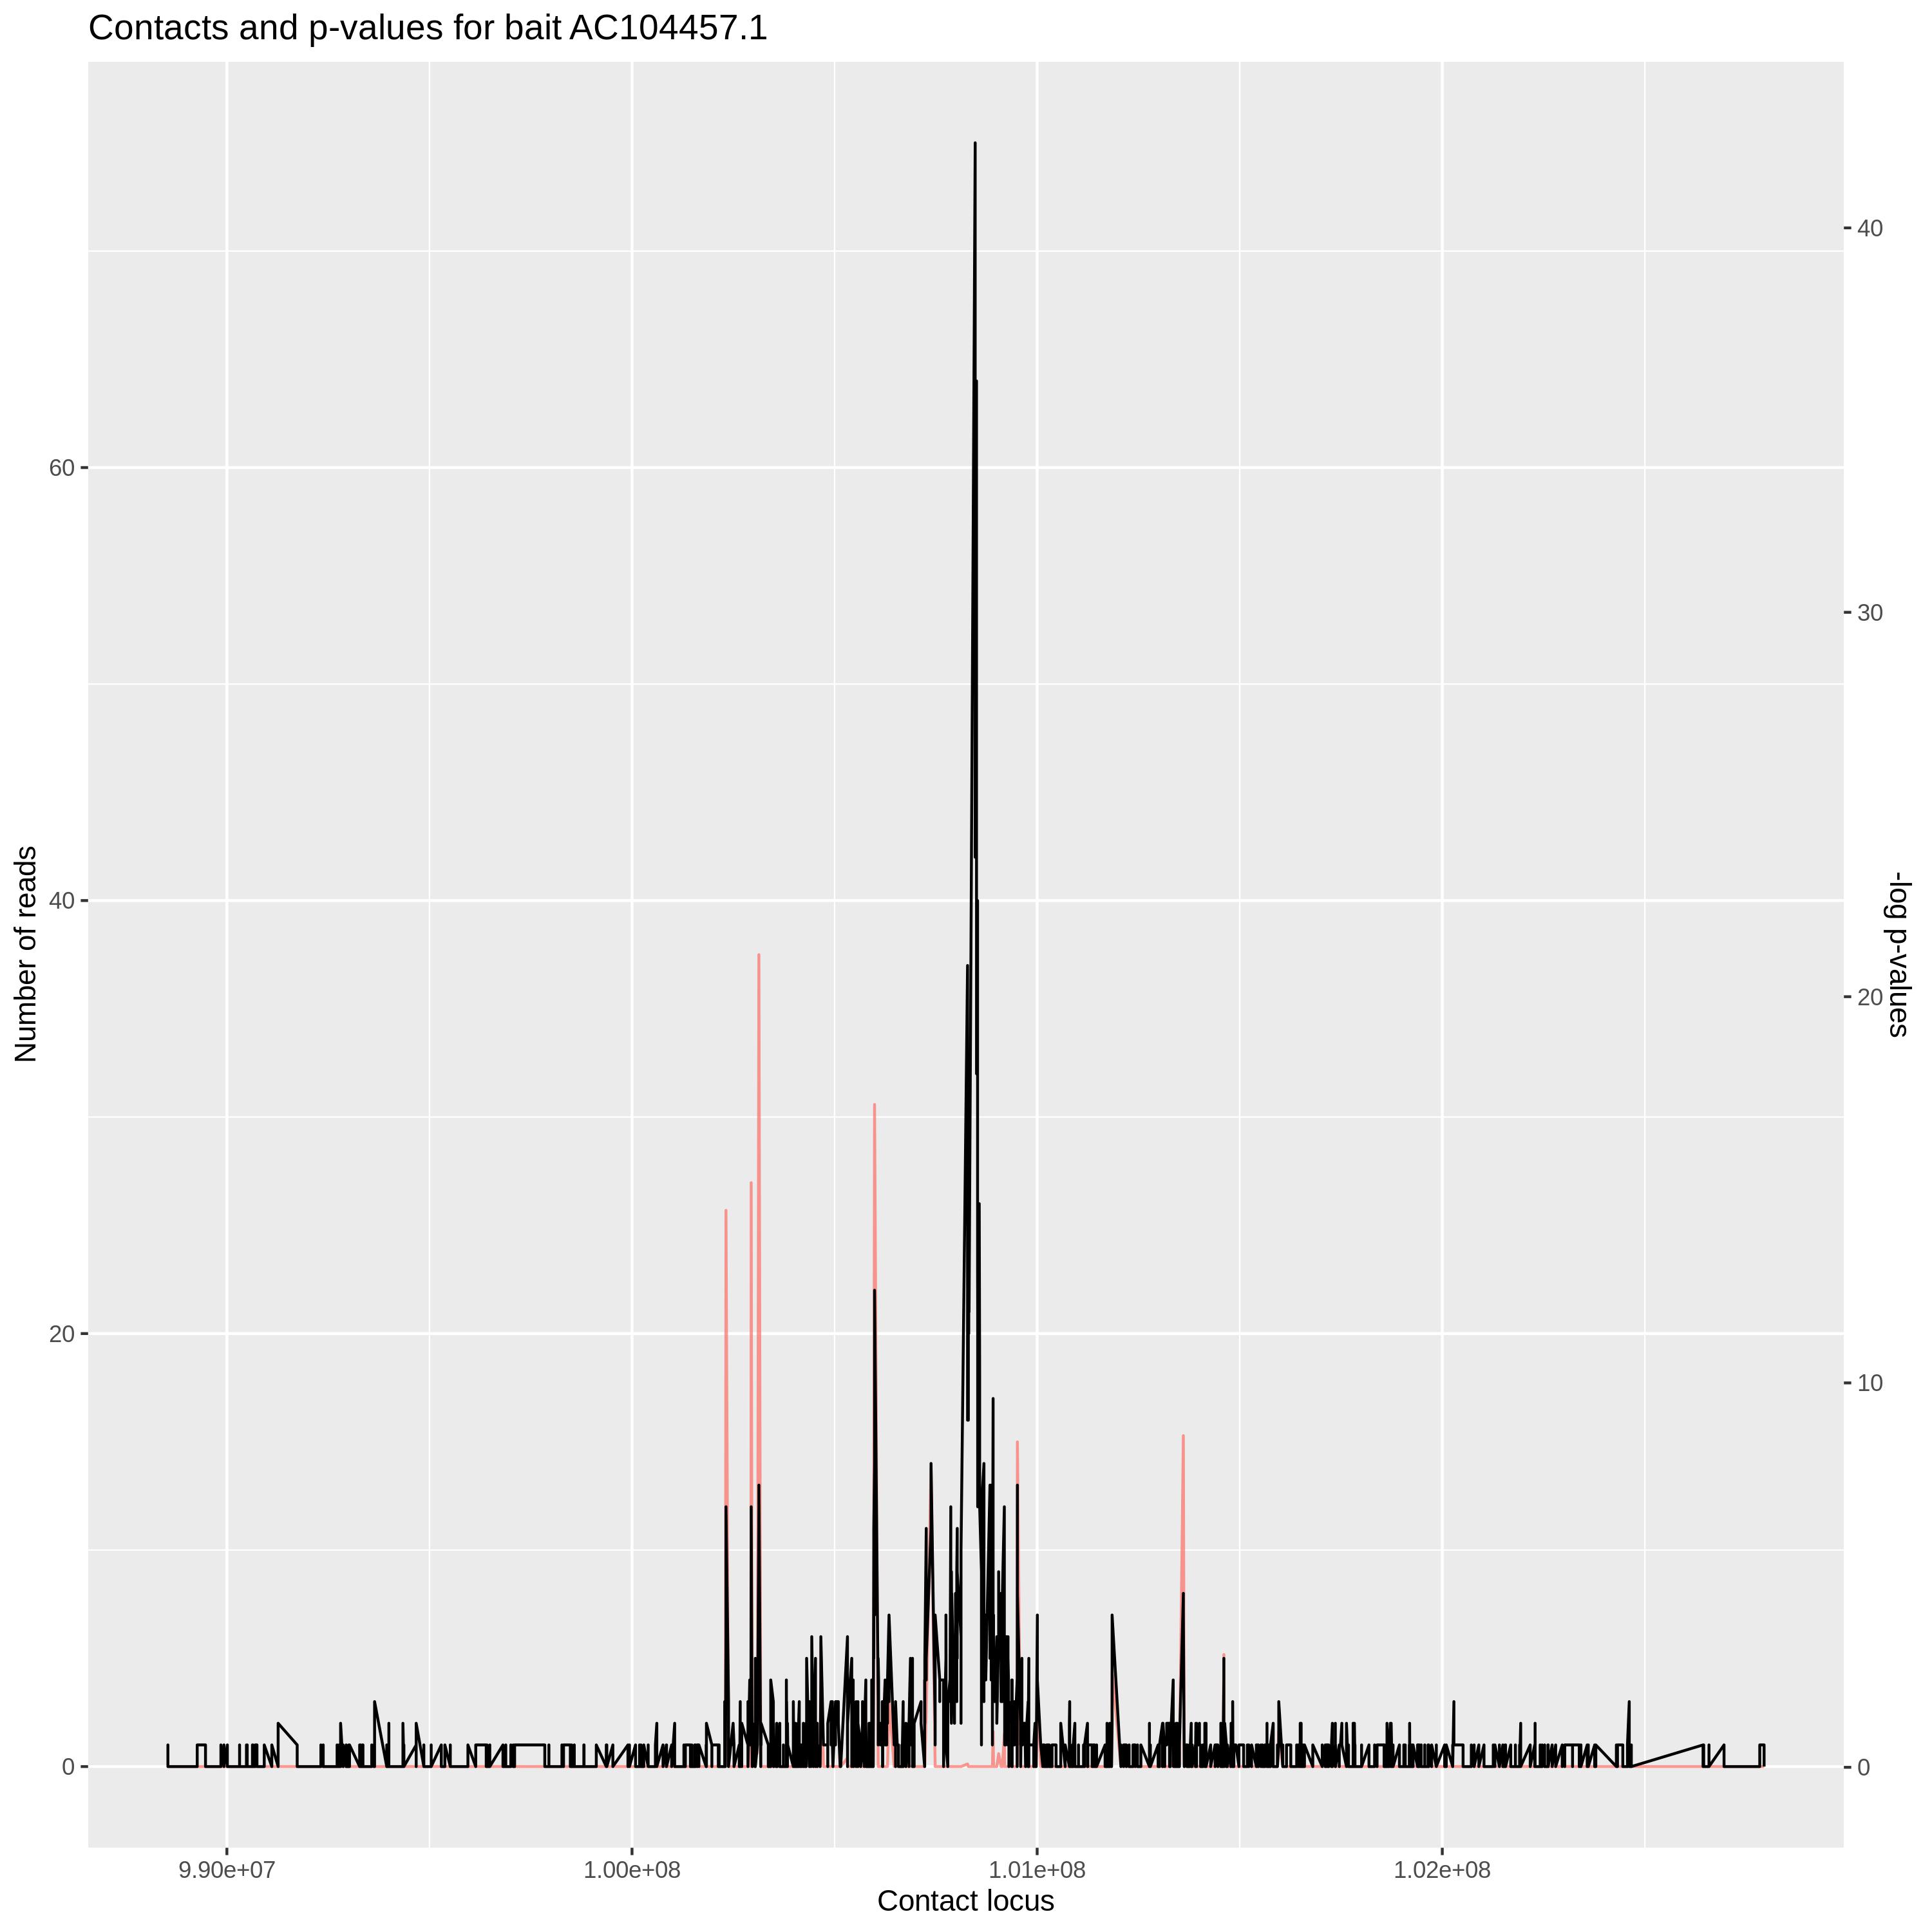 Contacts and p-values for bait AC104457.1
Number of reads
60
40
20
0
40
30
20
10
0
-log p-values
9.90e+07
1.00e+08
1.01e+08
1.02e+08
Contact locus